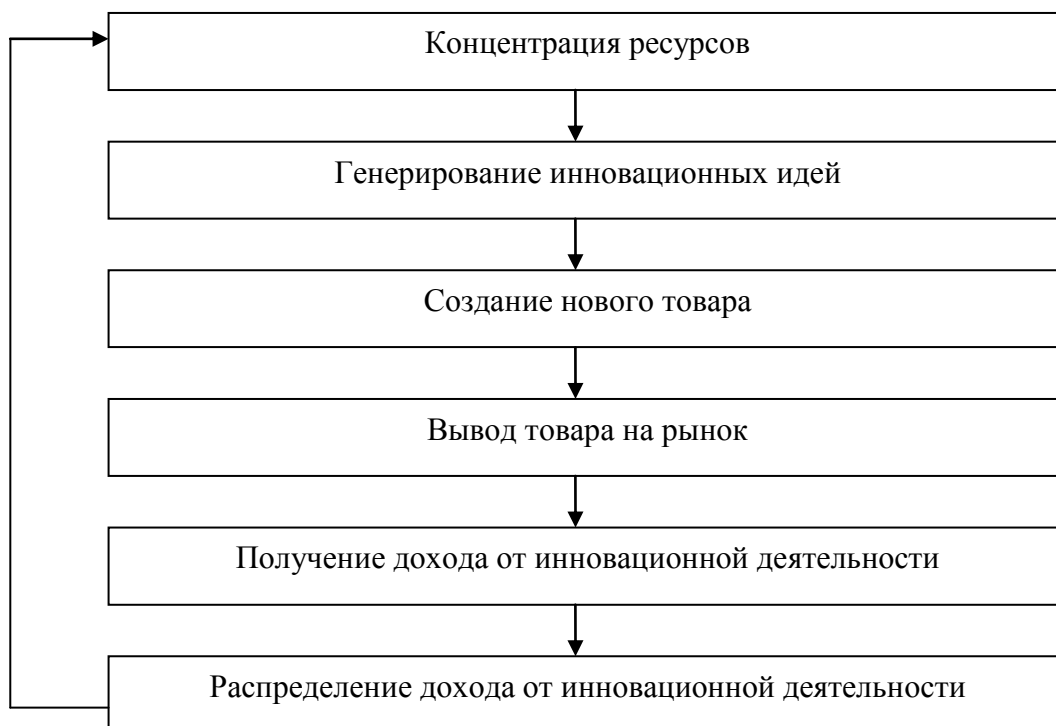 Концентрация ресурсов
Генерирование инновационных идей
Создание нового товара
Вывод товара на рынок
Получение дохода от инновационной деятельности
Распределение дохода от инновационной деятельности